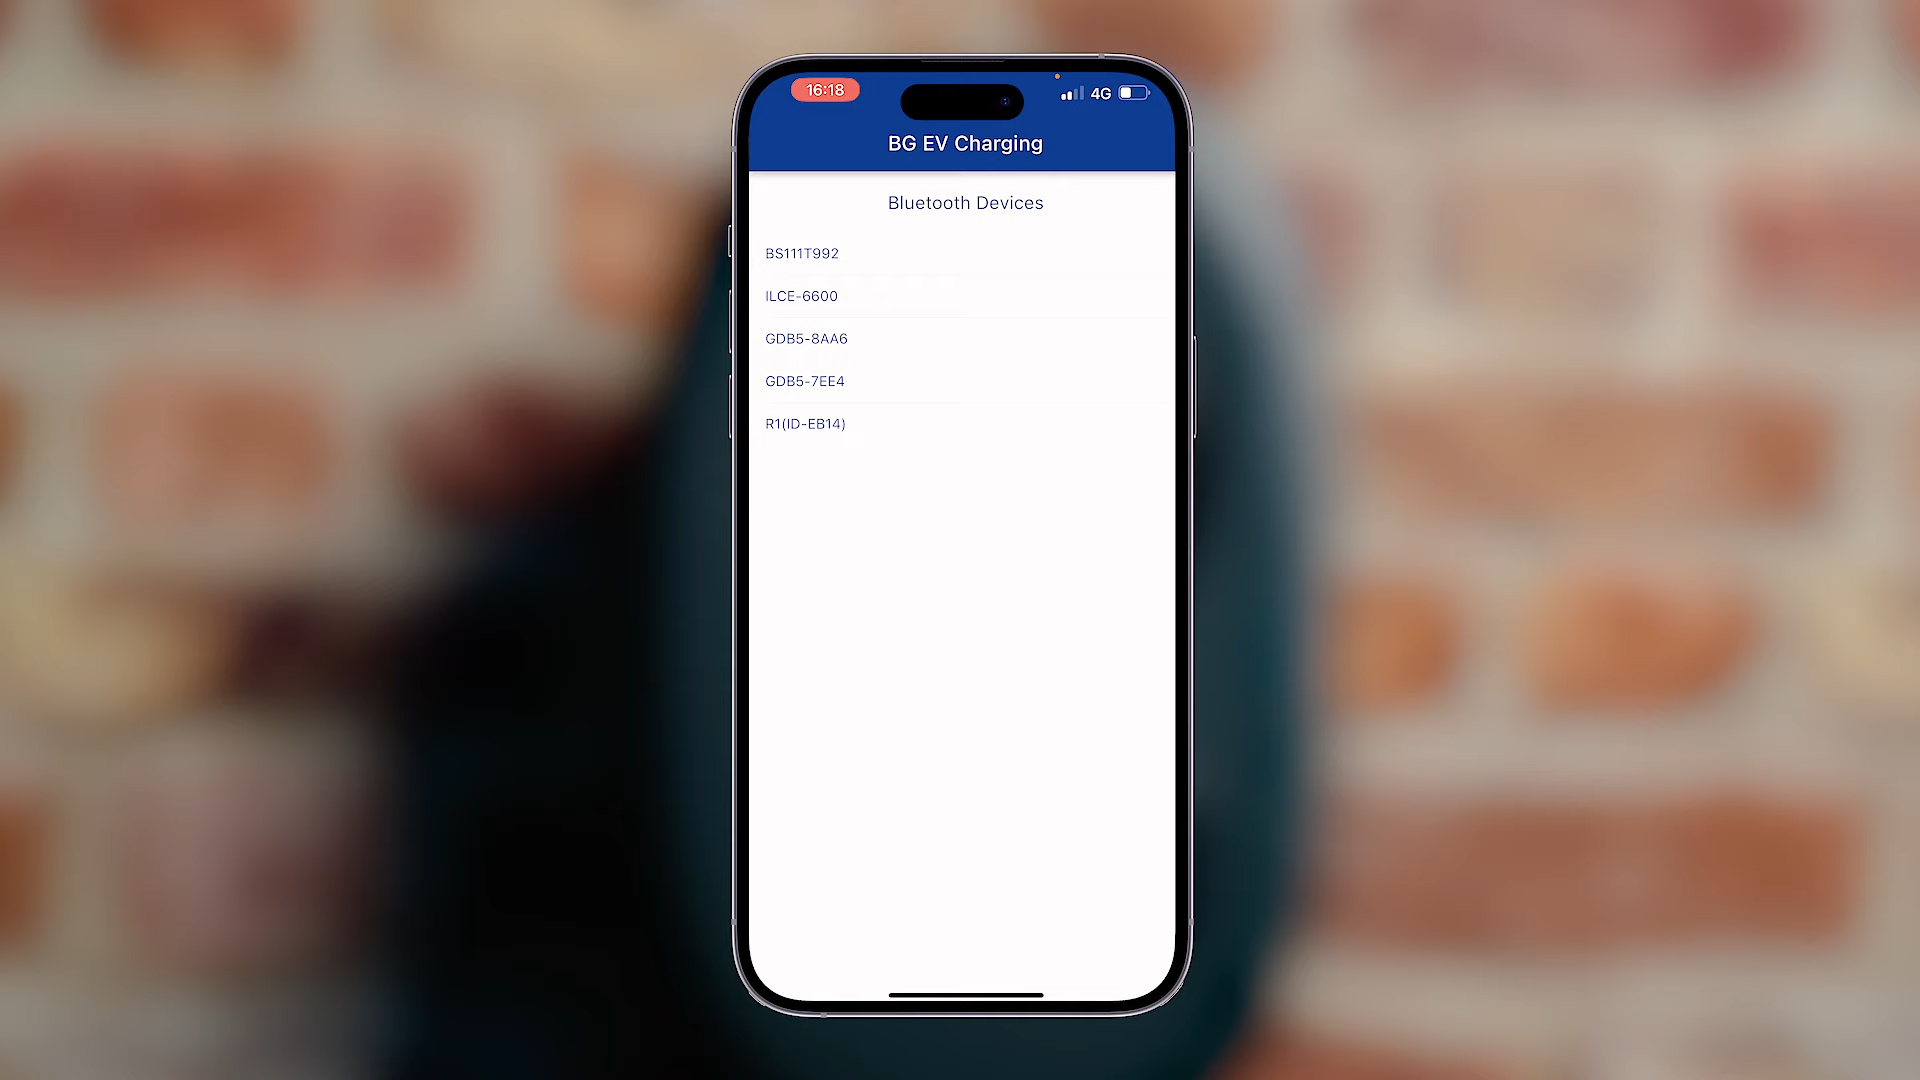 16:18
4G
BG EV Charging
Bluetooth Devices
BS111T992
ILCE-6600
GDB5-8AA6
GDB5-7EE4
R1(ID-EB14)